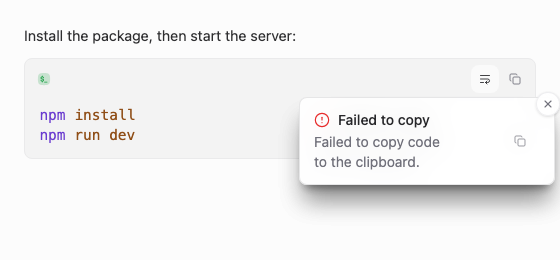 Install the package, then start the server:
$_
npm install
npm run dev
Failed to copy
Failed to copy code
to the clipboard.